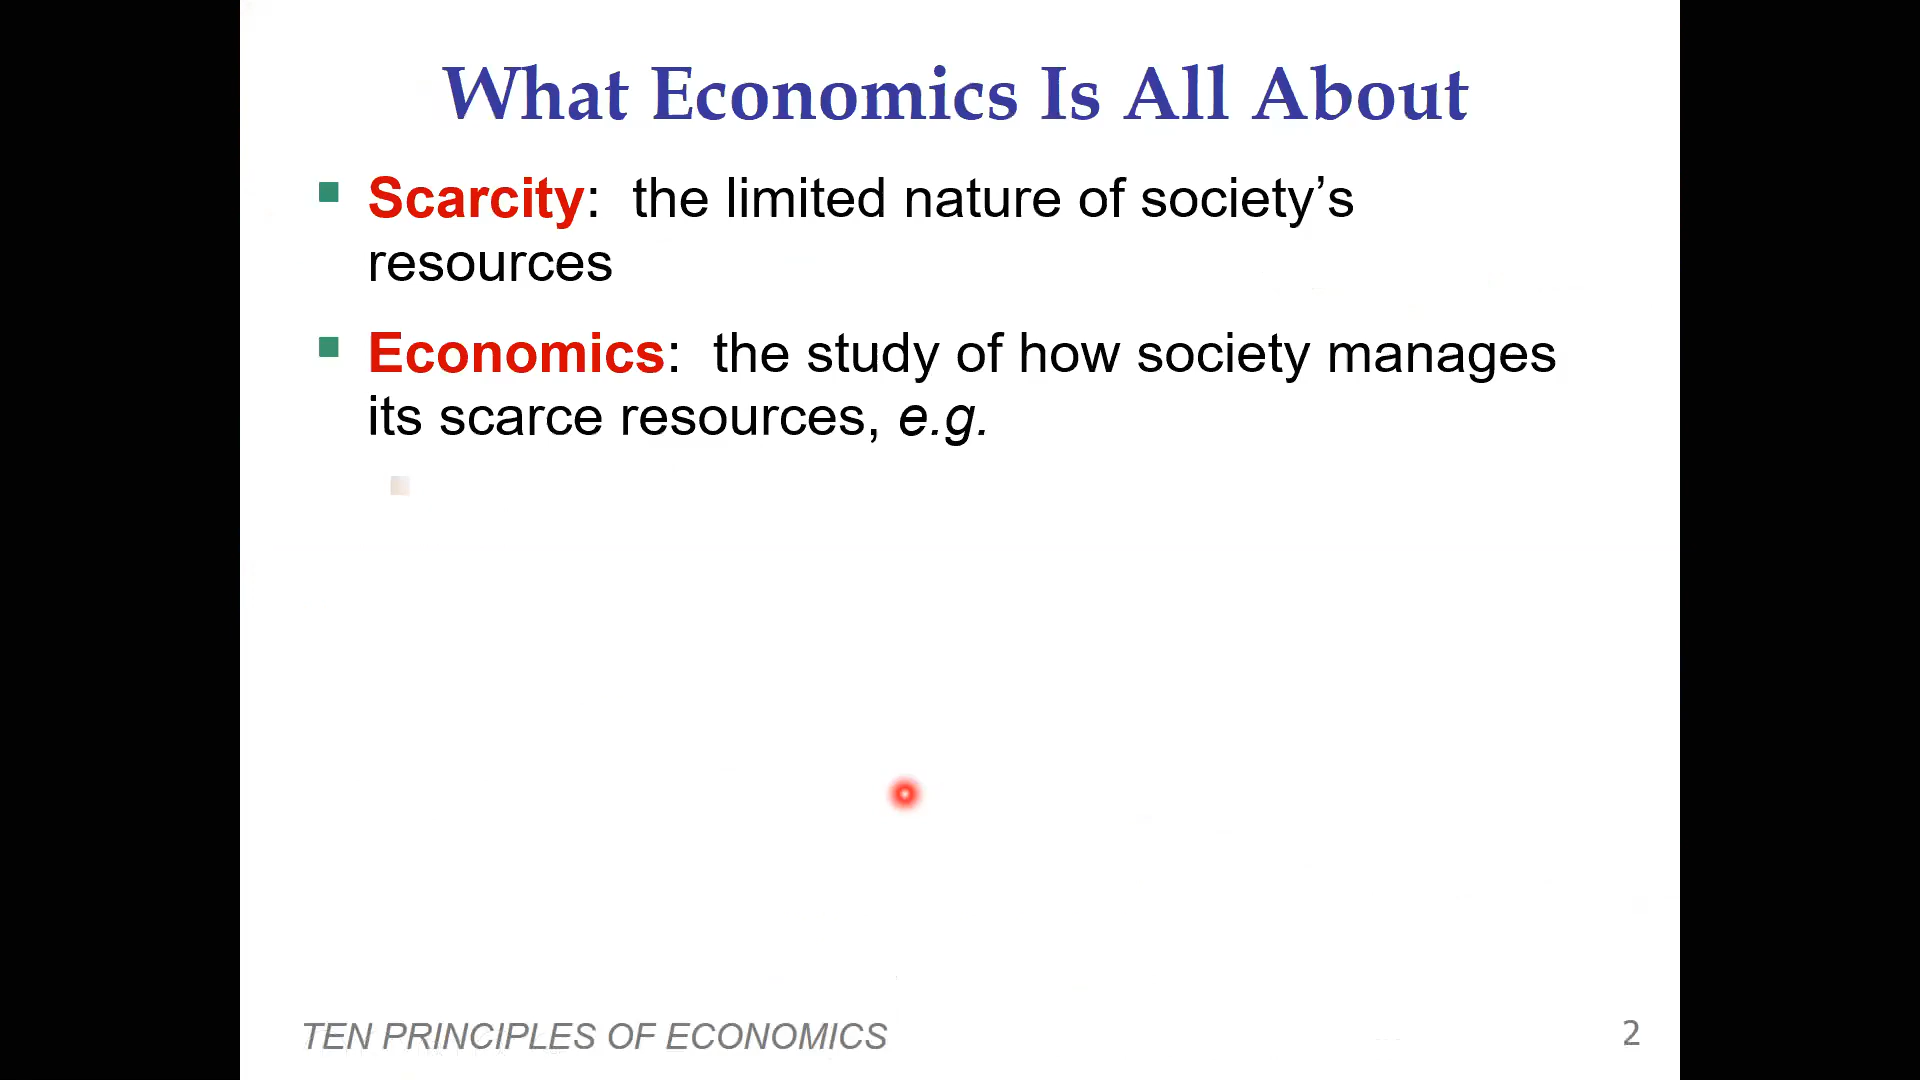 What Economics Is All About
Scarcity:  the limited nature of society’s
resources
Economics:  the study of how society manages
its scarce resources, e.g.
TEN PRINCIPLES OF ECONOMICS
2